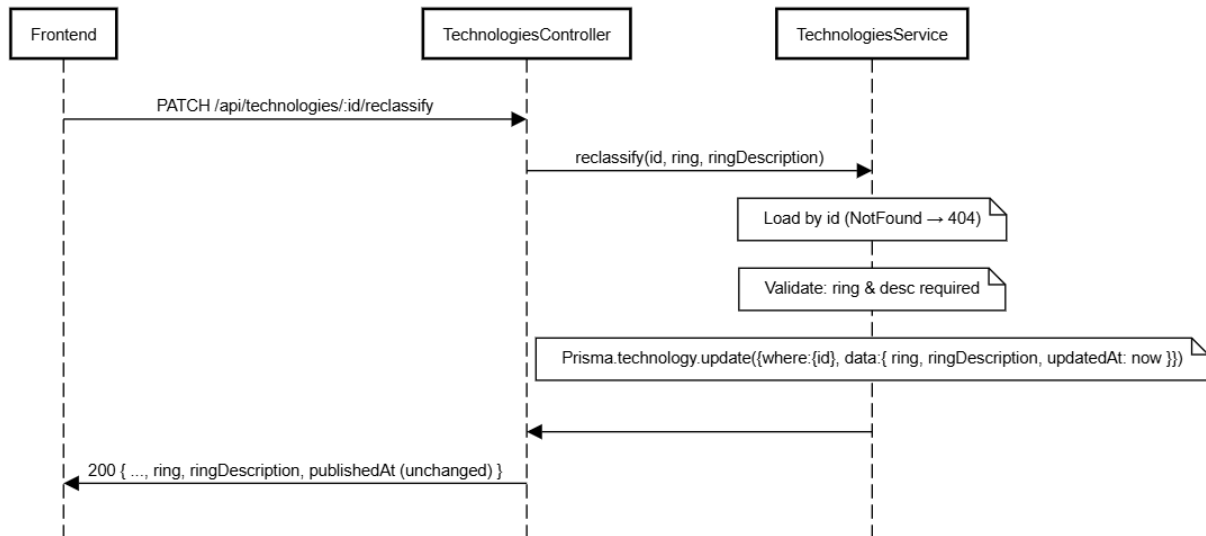 Frontend
TechnologiesController
TechnologiesService
PATCH /api/technologies/:id/reclassify
reclassify(id, ring, ringDescription)
Load by id (NotFound → 404)
Validate: ring & desc required
Prisma.technology.update({where:{id}, data:{ ring, ringDescription, updatedAt: now }})
200 { ..., ring, ringDescription, publishedAt (unchanged) }